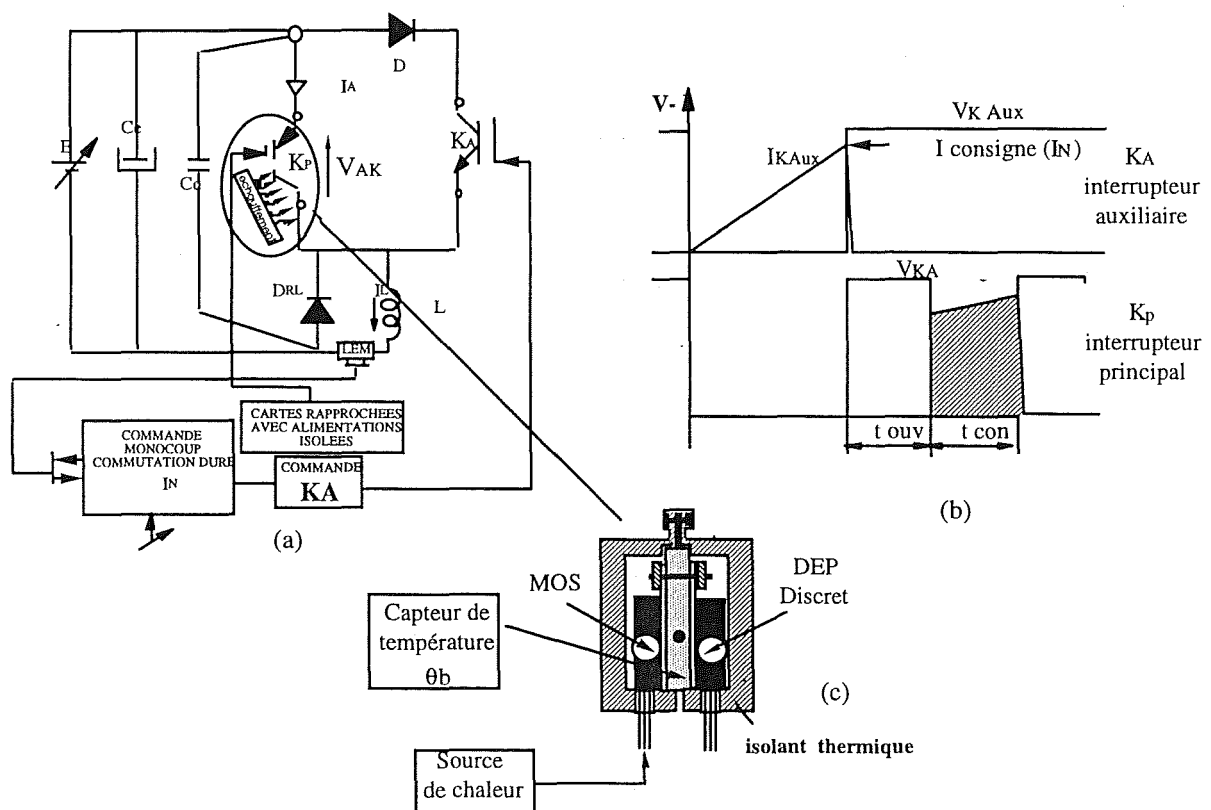 D
IA
E
Ce
Cd
KP
VAK
KA
échauffement
DRL
IL
L
LEM
CARTES RAPPROCHEES
AVEC ALIMENTATIONS
ISOLEES
COMMANDE
MONOCOUP
COMMUTATION DURE
IN
COMMANDE
KA
(a)
V-
VK Aux
IKAux
I consigne (IN)
KA
interrupteur
auxiliaire
VKA
Kp
interrupteur
principal
t ouv
t con
(b)
MOS
DEP
Discret
Capteur de
température
θb
(c)
isolant thermique
Source
de chaleur